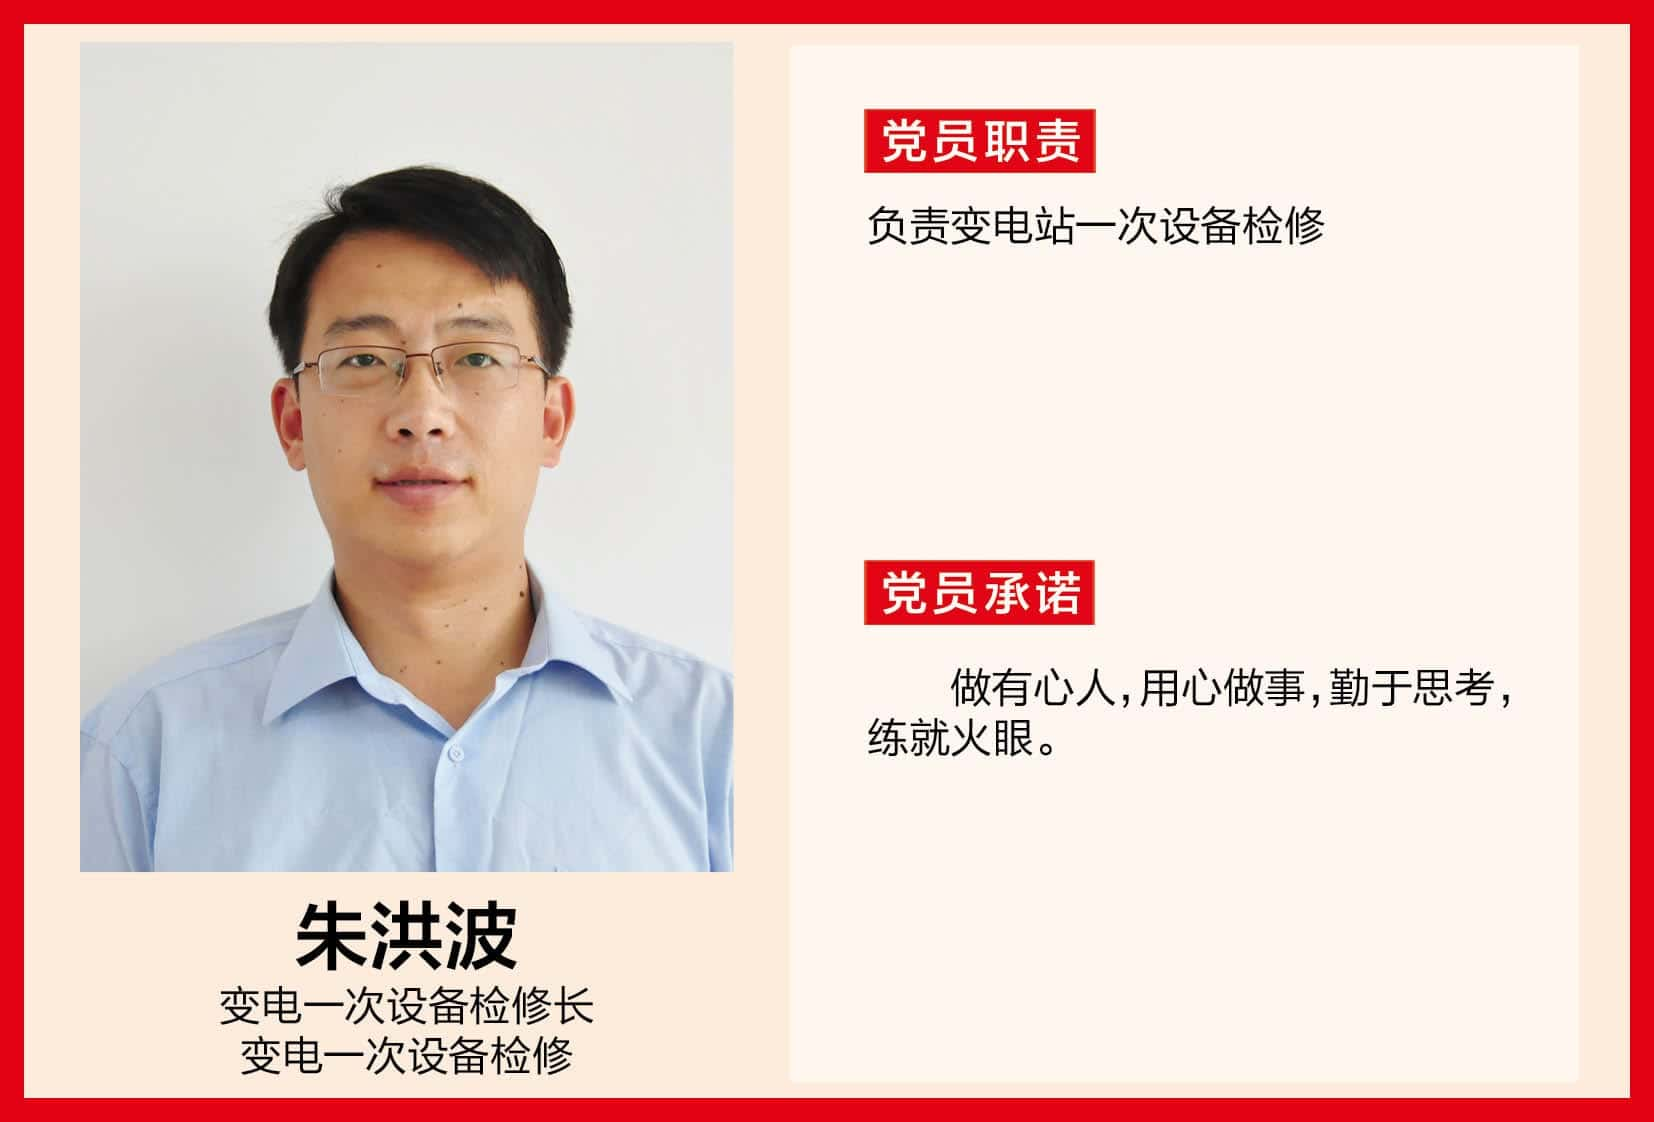 党员职责
负责变电站一次设备检修
党员承诺
做有心人，用心做事，勤于思考，
练就火眼。
朱洪波
变电一次设备检修长
变电一次设备检修